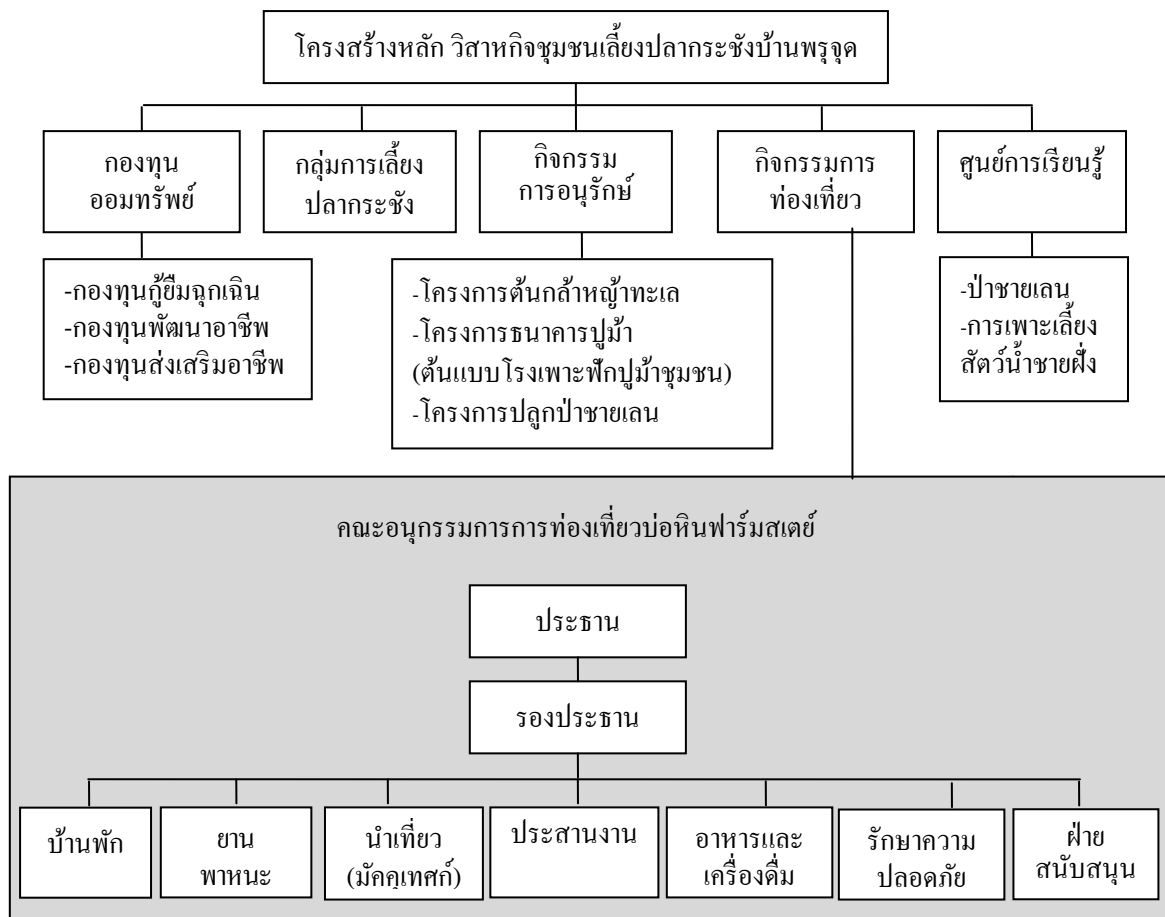 โครงสร้างหลัก วิสาหกิจชุมชนเลี้ยงปลากระชังบ้านพรุจูด
กองทุน
ออมทรัพย์
กลุ่มการเลี้ยง
ปลากระชัง
กิจกรรม
การอนุรักษ์
กิจกรรมการ
ท่องเที่ยว
ศูนย์การเรียนรู้
-กองทุนกู้ยืมฉุกเฉิน
-กองทุนพัฒนาอาชีพ
-กองทุนส่งเสริมอาชีพ
-โครงการต้นกล้าหญ้าทะเล
-โครงการธนาคารปูม้า
(ต้นแบบโรงเพาะฟักปูม้าชุมชน)
-โครงการปลูกป่าชายเลน
-ป่าชายเลน
-การเพาะเลี้ยง
สัตว์น้ำชายฝั่ง
คณะอนุกรรมการการท่องเที่ยวบ่อหินฟาร์มสเตย์
ประธาน
รองประธาน
บ้านพัก
ยาน
พาหนะ
นำเที่ยว
(มัคคุเทศก์)
ประสานงาน
อาหารและ
เครื่องดื่ม
รักษาความ
ปลอดภัย
ฝ่าย
สนับสนุน